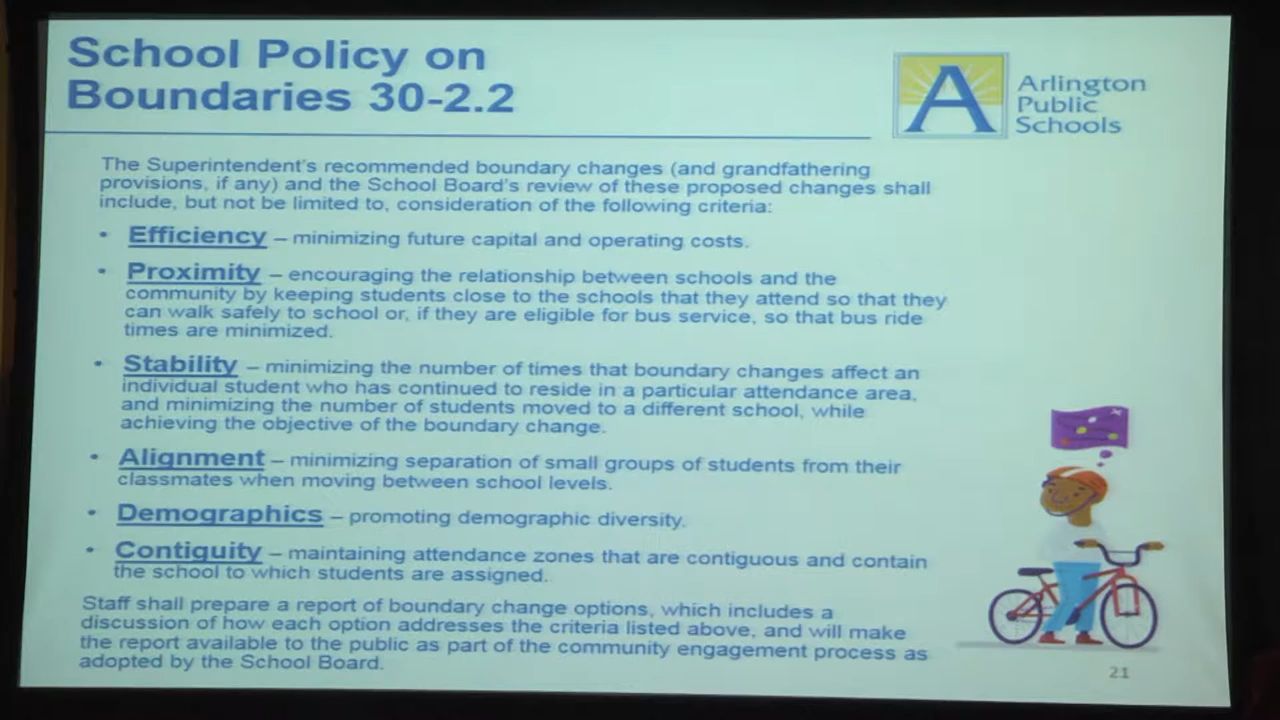 School Policy on
Boundaries 30-2.2
A
Arlington
Public
Schools
The Superintendent's recommended boundary changes (and grandfathering
provisions, if any) and the School Board's review of these proposed changes shall
include, but not be limited to, consideration of the following criteria:
• Efficiency – minimizing future capital and operating costs.
• Proximity – encouraging the relationship between schools and the
community by keeping students close to the schools that they attend so that they
can walk safely to school or, if they are eligible for bus service, so that bus ride
times are minimized.
• Stability – minimizing the number of times that boundary changes affect an
individual student who has continued to reside in a particular attendance area,
and minimizing the number of students moved to a different school, while
achieving the objective of the boundary change.
• Alignment – minimizing separation of small groups of students from their
classmates when moving between school levels.
• Demographics – promoting demographic diversity.
• Contiguity – maintaining attendance zones that are contiguous and contain
the school to which students are assigned.
Staff shall prepare a report of boundary change options, which includes a
discussion of how each option addresses the criteria listed above, and will make
the report available to the public as part of the community engagement process as
adopted by the School Board.
21